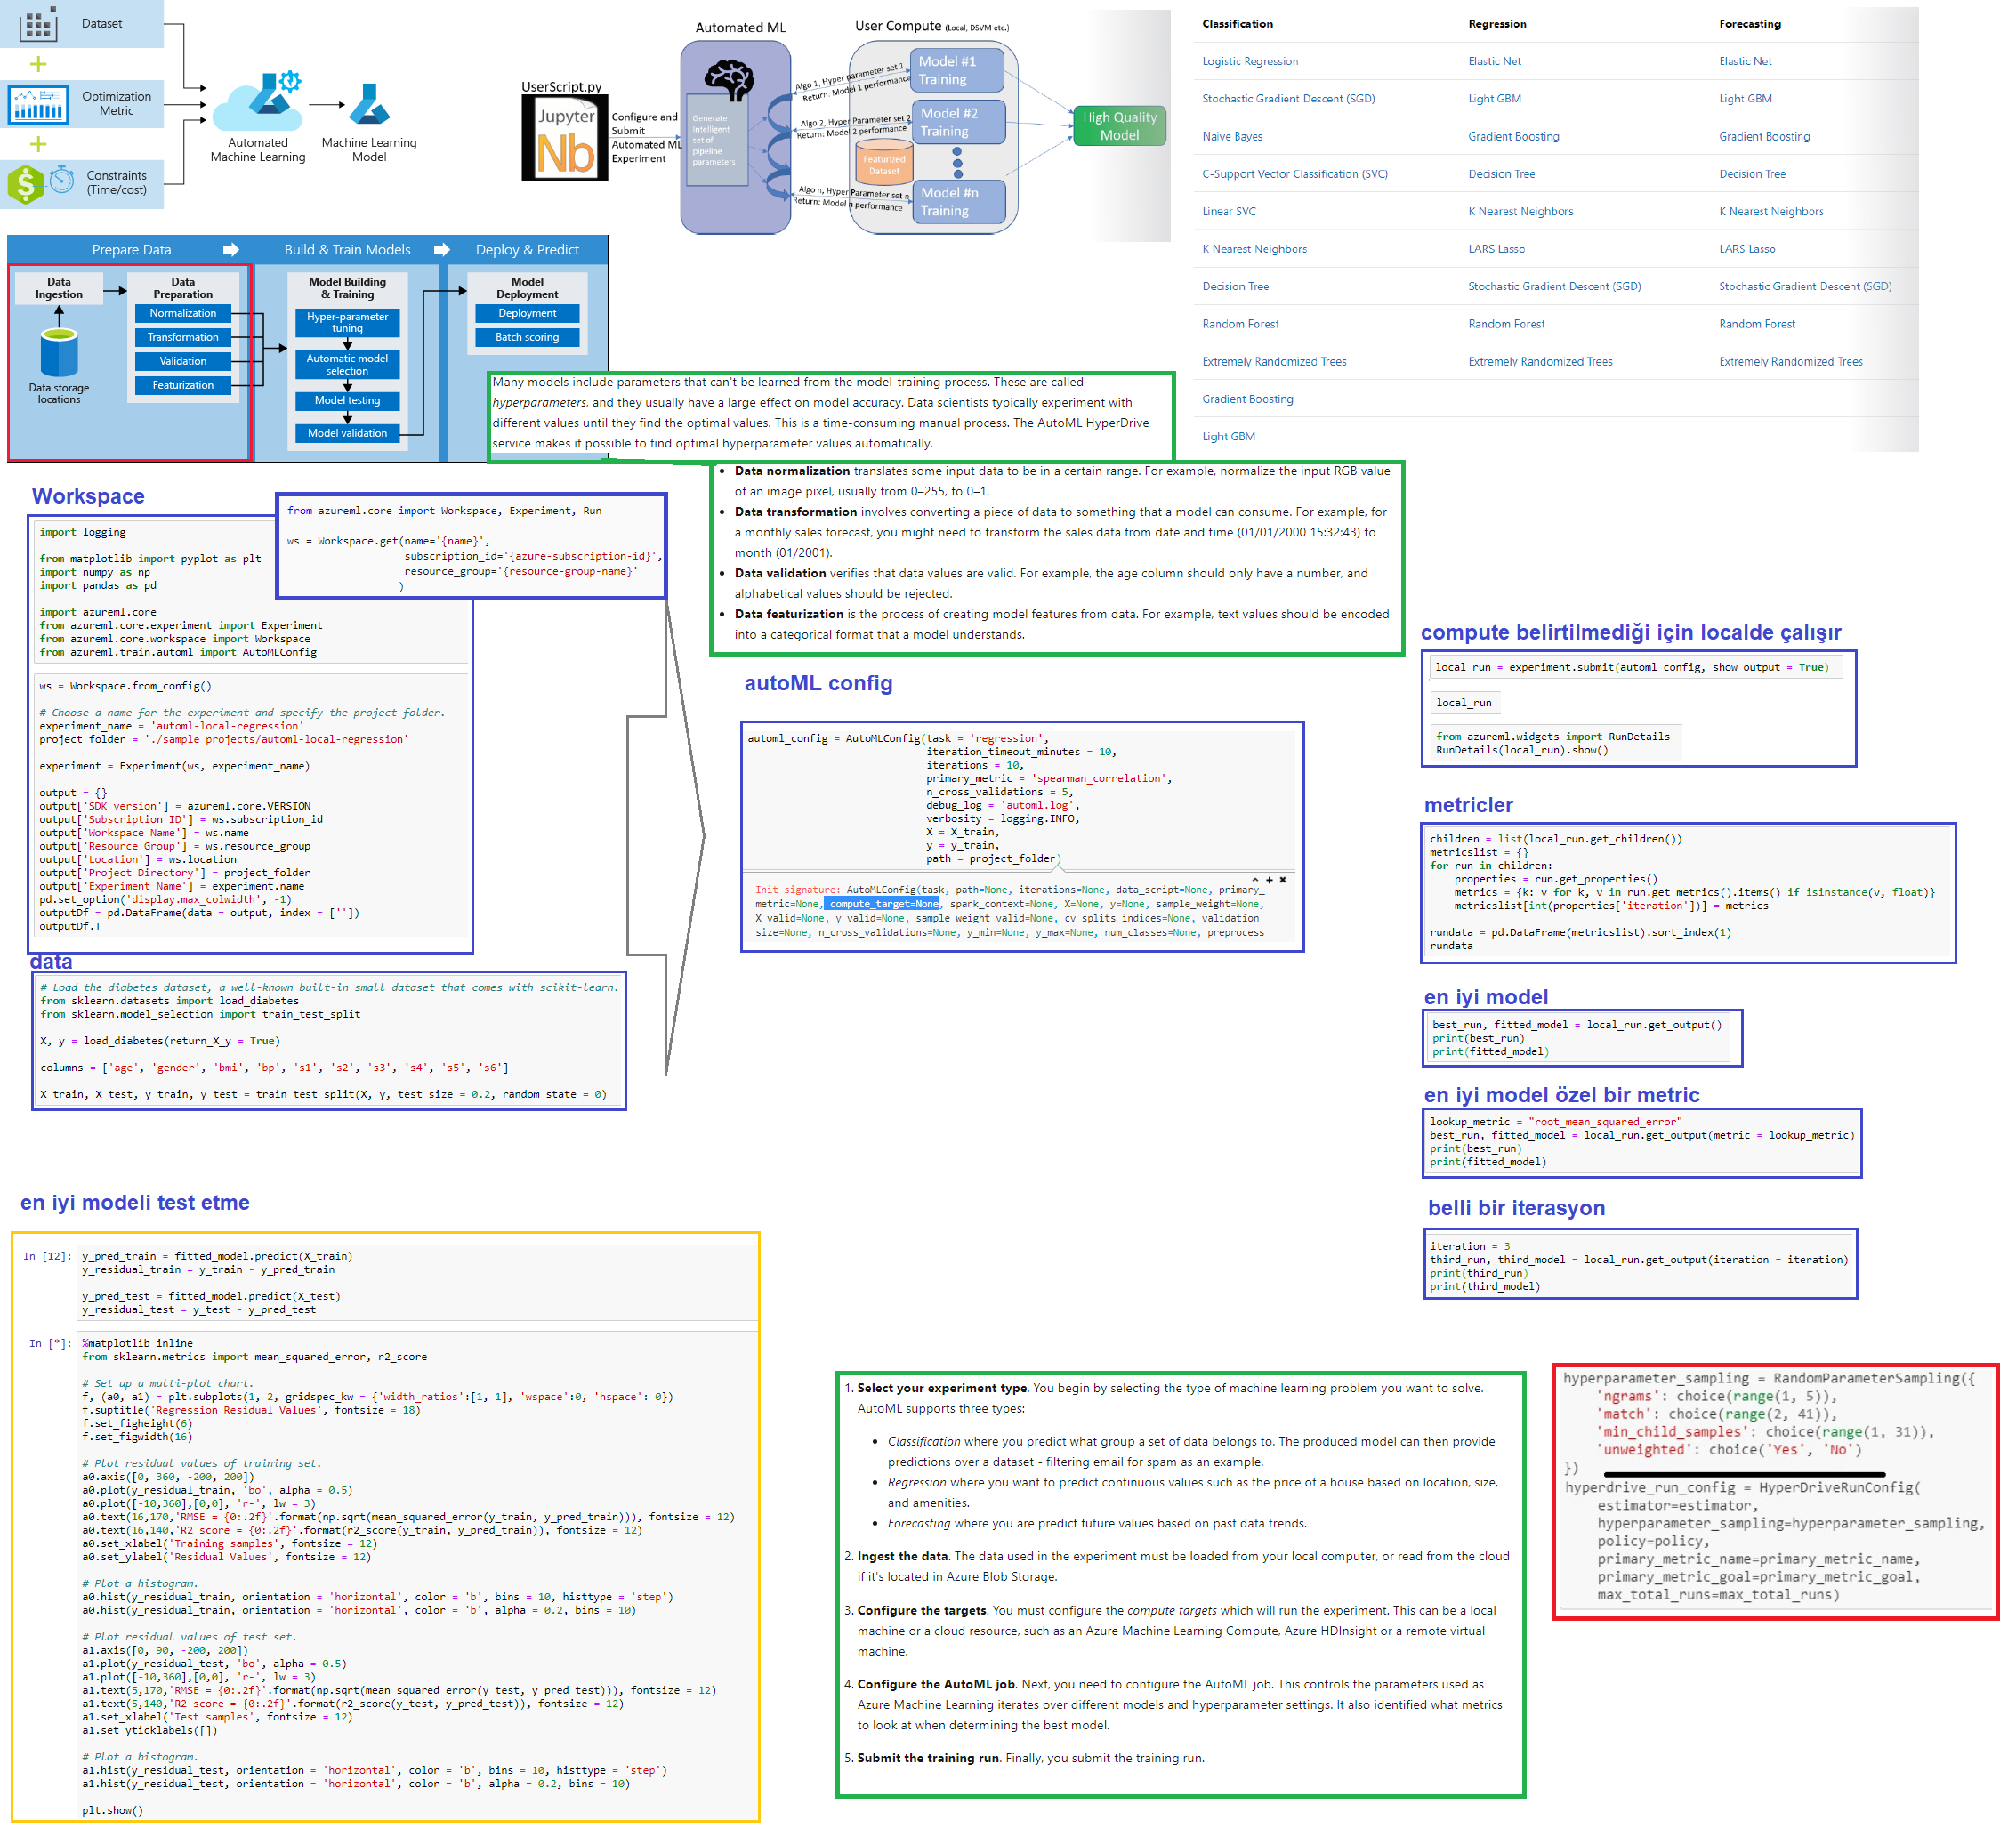 Dataset
+
Optimization
Metric
+
Constraints
(Time/cost)
Automated
Machine Learning
Machine Learning
Model
Automated ML
User Compute (Local, DSVM etc.)
UserScript.py
Jupyter
Nb
Configure and
Submit
Automated ML
Experiment
Generate
Intelligent
set of
pipeline
parameters
Algo 1, Hyper parameter set 1
Return: Model 1 performance
Algo 2, Hyper Parameter set 2
Return: Model 2 performance
Algo n, Hyper Parameter set n
Return: Model n performance
Model #1
Training
Model #2
Training
Featurized
Dataset
Model #n
Training
High Quality
Model
Classification Regression Forecasting
Logistic Regression Elastic Net Elastic Net
Stochastic Gradient Descent (SGD) Light GBM Light GBM
Naive Bayes Gradient Boosting Gradient Boosting
C-Support Vector Classification (SVC) Decision Tree Decision Tree
Linear SVC K Nearest Neighbors K Nearest Neighbors
K Nearest Neighbors LARS Lasso LARS Lasso
Decision Tree Stochastic Gradient Descent (SGD) Stochastic Gradient Descent (SGD)
Random Forest Random Forest Random Forest
Extremely Randomized Trees Extremely Randomized Trees Extremely Randomized Trees
Gradient Boosting
Light GBM
Prepare Data Build & Train Models Deploy & Predict
Data
Ingestion
Data storage
locations
Data
Preparation
Normalization
Transformation
Validation
Featurization
Model Building
& Training
Hyper-parameter
tuning
Automatic model
selection
Model testing
Model validation
Model
Deployment
Deployment
Batch scoring
Many models include parameters that can't be learned from the model-training process. These are called
hyperparameters, and they usually have a large effect on model accuracy. Data scientists typically experiment with
different values until they find the optimal values. This is a time-consuming manual process. The AutoML HyperDrive
service makes it possible to find optimal hyperparameter values automatically.
• Data normalization translates some input data to be in a certain range. For example, normalize the input RGB value
of an image pixel, usually from 0–255, to 0–1.
• Data transformation involves converting a piece of data to something that a model can consume. For example, for
a monthly sales forecast, you might need to transform the sales data from date and time (01/01/2000 15:32:43) to
month (01/2001).
• Data validation verifies that data values are valid. For example, the age column should only have a number, and
alphabetical values should be rejected.
• Data featurization is the process of creating model features from data. For example, text values should be encoded
into a categorical format that a model understands.
Workspace
import logging
from matplotlib import pyplot as plt
import numpy as np
import pandas as pd
import azureml.core
from azureml.core.experiment import Experiment
from azureml.core.workspace import Workspace
from azureml.train.automl import AutoMLConfig
from azureml.core import Workspace, Experiment, Run
ws = Workspace.get(name='{name}',
subscription_id='{azure-subscription-id}',
resource_group='{resource-group-name}'
)
ws = Workspace.from_config()
# Choose a name for the experiment and specify the project folder.
experiment_name = 'automl-local-regression'
project_folder = './sample_projects/automl-local-regression'
experiment = Experiment(ws, experiment_name)
output = {}
output['SDK version'] = azureml.core.VERSION
output['Subscription ID'] = ws.subscription_id
output['Workspace Name'] = ws.name
output['Resource Group'] = ws.resource_group
output['Location'] = ws.location
output['Project Directory'] = project_folder
output['Experiment Name'] = experiment.name
pd.set_option('display.max_colwidth', -1)
outputDf = pd.DataFrame(data = output, index = [''])
outputDf.T
data
# Load the diabetes dataset, a well-known built-in small dataset that comes with scikit-learn.
from sklearn.datasets import load_diabetes
from sklearn.model_selection import train_test_split
X, y = load_diabetes(return_X_y = True)
columns = ['age', 'gender', 'bmi', 'bp', 's1', 's2', 's3', 's4', 's5', 's6']
X_train, X_test, y_train, y_test = train_test_split(X, y, test_size = 0.2, random_state = 0)
autoML config
automl_config = AutoMLConfig(task = 'regression',
iteration_timeout_minutes = 10,
iterations = 10,
primary_metric = 'spearman_correlation',
n_cross_validations = 5,
debug_log = 'automl.log',
verbosity = logging.INFO,
X = X_train,
y = y_train,
path = project_folder)
Init signature: AutoMLConfig(task, path=None, iterations=None, data_script=None, primary_
metric=None, compute_target=None, spark_context=None, X=None, y=None, sample_weight=None,
X_valid=None, y_valid=None, sample_weight_valid=None, cv_splits_indices=None, validation_
size=None, n_cross_validations=None, y_min=None, y_max=None, num_classes=None, preprocess
compute belirtilmediği için localde çalışır
local_run = experiment.submit(automl_config, show_output = True)
local_run
from azureml.widgets import RunDetails
RunDetails(local_run).show()
metricler
children = list(local_run.get_children())
metricslist = {}
for run in children:
properties = run.get_properties()
metrics = {k: v for k, v in run.get_metrics().items() if isinstance(v, float)}
metricslist[int(properties['iteration'])] = metrics
rundata = pd.DataFrame(metricslist).sort_index(1)
rundata
en iyi model
best_run, fitted_model = local_run.get_output()
print(best_run)
print(fitted_model)
en iyi model özel bir metric
lookup_metric = "root_mean_squared_error"
best_run, fitted_model = local_run.get_output(metric = lookup_metric)
print(best_run)
print(fitted_model)
belli bir iterasyon
iteration = 3
third_run, third_model = local_run.get_output(iteration = iteration)
print(third_run)
print(third_model)
en iyi modeli test etme
In [12]: y_pred_train = fitted_model.predict(X_train)
y_residual_train = y_train - y_pred_train
y_pred_test = fitted_model.predict(X_test)
y_residual_test = y_test - y_pred_test
In [*]: %matplotlib inline
from sklearn.metrics import mean_squared_error, r2_score
# Set up a multi-plot chart.
f, (a0, a1) = plt.subplots(1, 2, gridspec_kw = {'width_ratios':[1, 1], 'wspace':0, 'hspace': 0})
f.suptitle('Regression Residual Values', fontsize = 18)
f.set_figheight(6)
f.set_figwidth(16)
# Plot residual values of training set.
a0.axis([0, 360, -200, 200])
a0.plot(y_residual_train, 'bo', alpha = 0.5)
a0.plot([-10,360],[0,0], 'r-', lw = 3)
a0.text(16,170,'RMSE = {0:.2f}'.format(np.sqrt(mean_squared_error(y_train, y_pred_train))), fontsize = 12)
a0.text(16,140,'R2 score = {0:.2f}'.format(r2_score(y_train, y_pred_train)), fontsize = 12)
a0.set_xlabel('Training samples', fontsize = 12)
a0.set_ylabel('Residual Values', fontsize = 12)
# Plot a histogram.
a0.hist(y_residual_train, orientation = 'horizontal', color = 'b', bins = 10, histtype = 'step')
a0.hist(y_residual_train, orientation = 'horizontal', color = 'b', alpha = 0.2, bins = 10)
# Plot residual values of test set.
a1.axis([0, 90, -200, 200])
a1.plot(y_residual_test, 'bo', alpha = 0.5)
a1.plot([-10,360],[0,0], 'r-', lw = 3)
a1.text(5,170,'RMSE = {0:.2f}'.format(np.sqrt(mean_squared_error(y_test, y_pred_test))), fontsize = 12)
a1.text(5,140,'R2 score = {0:.2f}'.format(r2_score(y_test, y_pred_test)), fontsize = 12)
a1.set_xlabel('Test samples', fontsize = 12)
a1.set_yticklabels([])
# Plot a histogram.
a1.hist(y_residual_test, orientation = 'horizontal', color = 'b', bins = 10, histtype = 'step')
a1.hist(y_residual_test, orientation = 'horizontal', color = 'b', alpha = 0.2, bins = 10)
plt.show()
1. Select your experiment type. You begin by selecting the type of machine learning problem you want to solve.
AutoML supports three types:
• Classification where you predict what group a set of data belongs to. The produced model can then provide
predictions over a dataset - filtering email for spam as an example.
• Regression where you want to predict continuous values such as the price of a house based on location, size,
and amenities.
• Forecasting where you are predict future values based on past data trends.
2. Ingest the data. The data used in the experiment must be loaded from your local computer, or read from the cloud
if it's located in Azure Blob Storage.
3. Configure the targets. You must configure the compute targets which will run the experiment. This can be a local
machine or a cloud resource, such as an Azure Machine Learning Compute, Azure HDInsight or a remote virtual
machine.
4. Configure the AutoML job. Next, you need to configure the AutoML job. This controls the parameters used as
Azure Machine Learning iterates over different models and hyperparameter settings. It also identified what metrics
to look at when determining the best model.
5. Submit the training run. Finally, you submit the training run.
hyperparameter_sampling = RandomParameterSampling({
'ngrams': choice(range(1, 5)),
'match': choice(range(2, 41)),
'min_child_samples': choice(range(1, 31)),
'unweighted': choice('Yes', 'No')
})
hyperdrive_run_config = HyperDriveRunConfig(
estimator=estimator,
hyperparameter_sampling=hyperparameter_sampling,
policy=policy,
primary_metric_name=primary_metric_name,
primary_metric_goal=primary_metric_goal,
max_total_runs=max_total_runs)